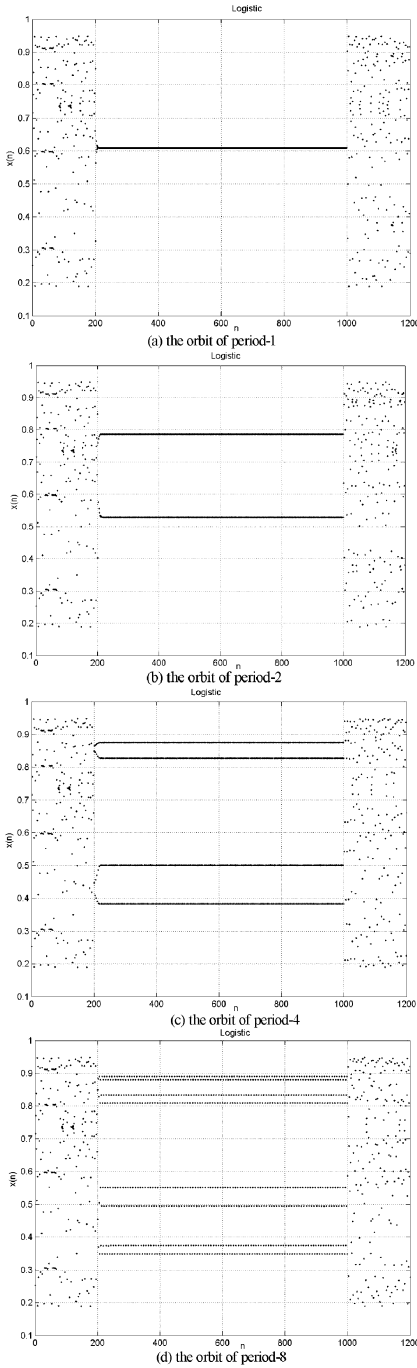 Logistic
1
0.9
0.8
0.7
0.6
0.5
0.4
0.3
0.2
0.1
x(n)
0 200 400 600 800 1000 1200
n
(a) the orbit of period-1
Logistic
1
0.9
0.8
0.7
0.6
0.5
0.4
0.3
0.2
0.1
x(n)
0 200 400 600 800 1000 1200
n
(b) the orbit of period-2
Logistic
1
0.9
0.8
0.7
0.6
0.5
0.4
0.3
0.2
0.1
x(n)
0 200 400 600 800 1000 1200
n
(c) the orbit of period-4
Logistic
1
0.9
0.8
0.7
0.6
0.5
0.4
0.3
0.2
0.1
x(n)
0 200 400 600 800 1000 1200
n
(d) the orbit of period-8